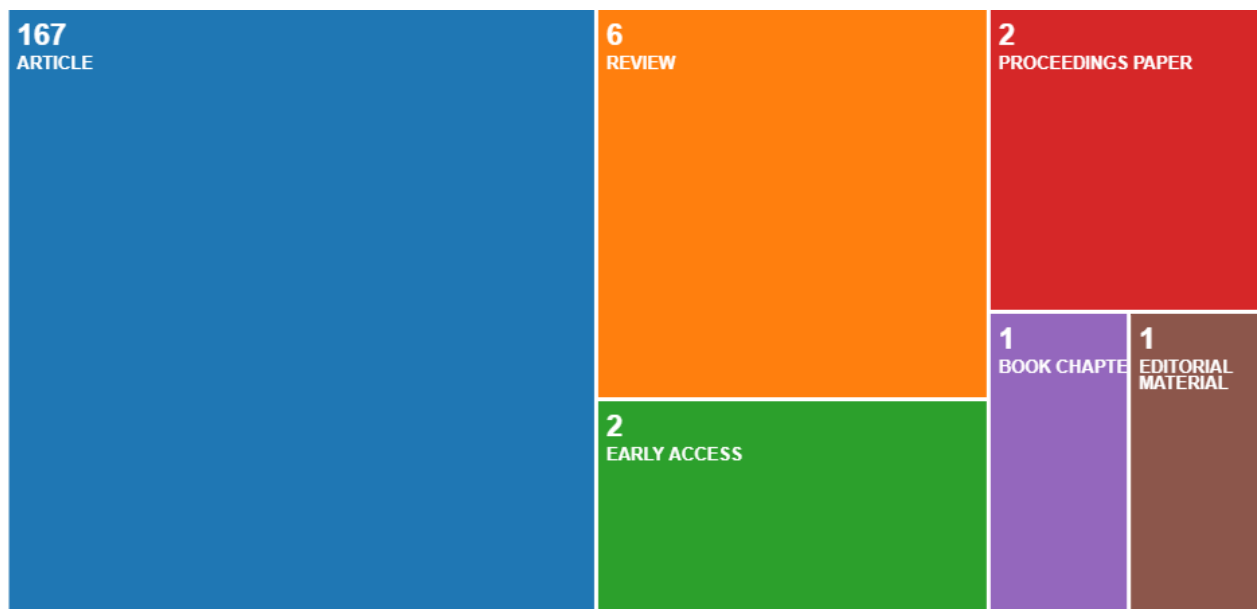 167
ARTICLE
6
REVIEW
2
PROCEEDINGS PAPER
2
EARLY ACCESS
1
BOOK CHAPTE
1
EDITORIAL
MATERIAL